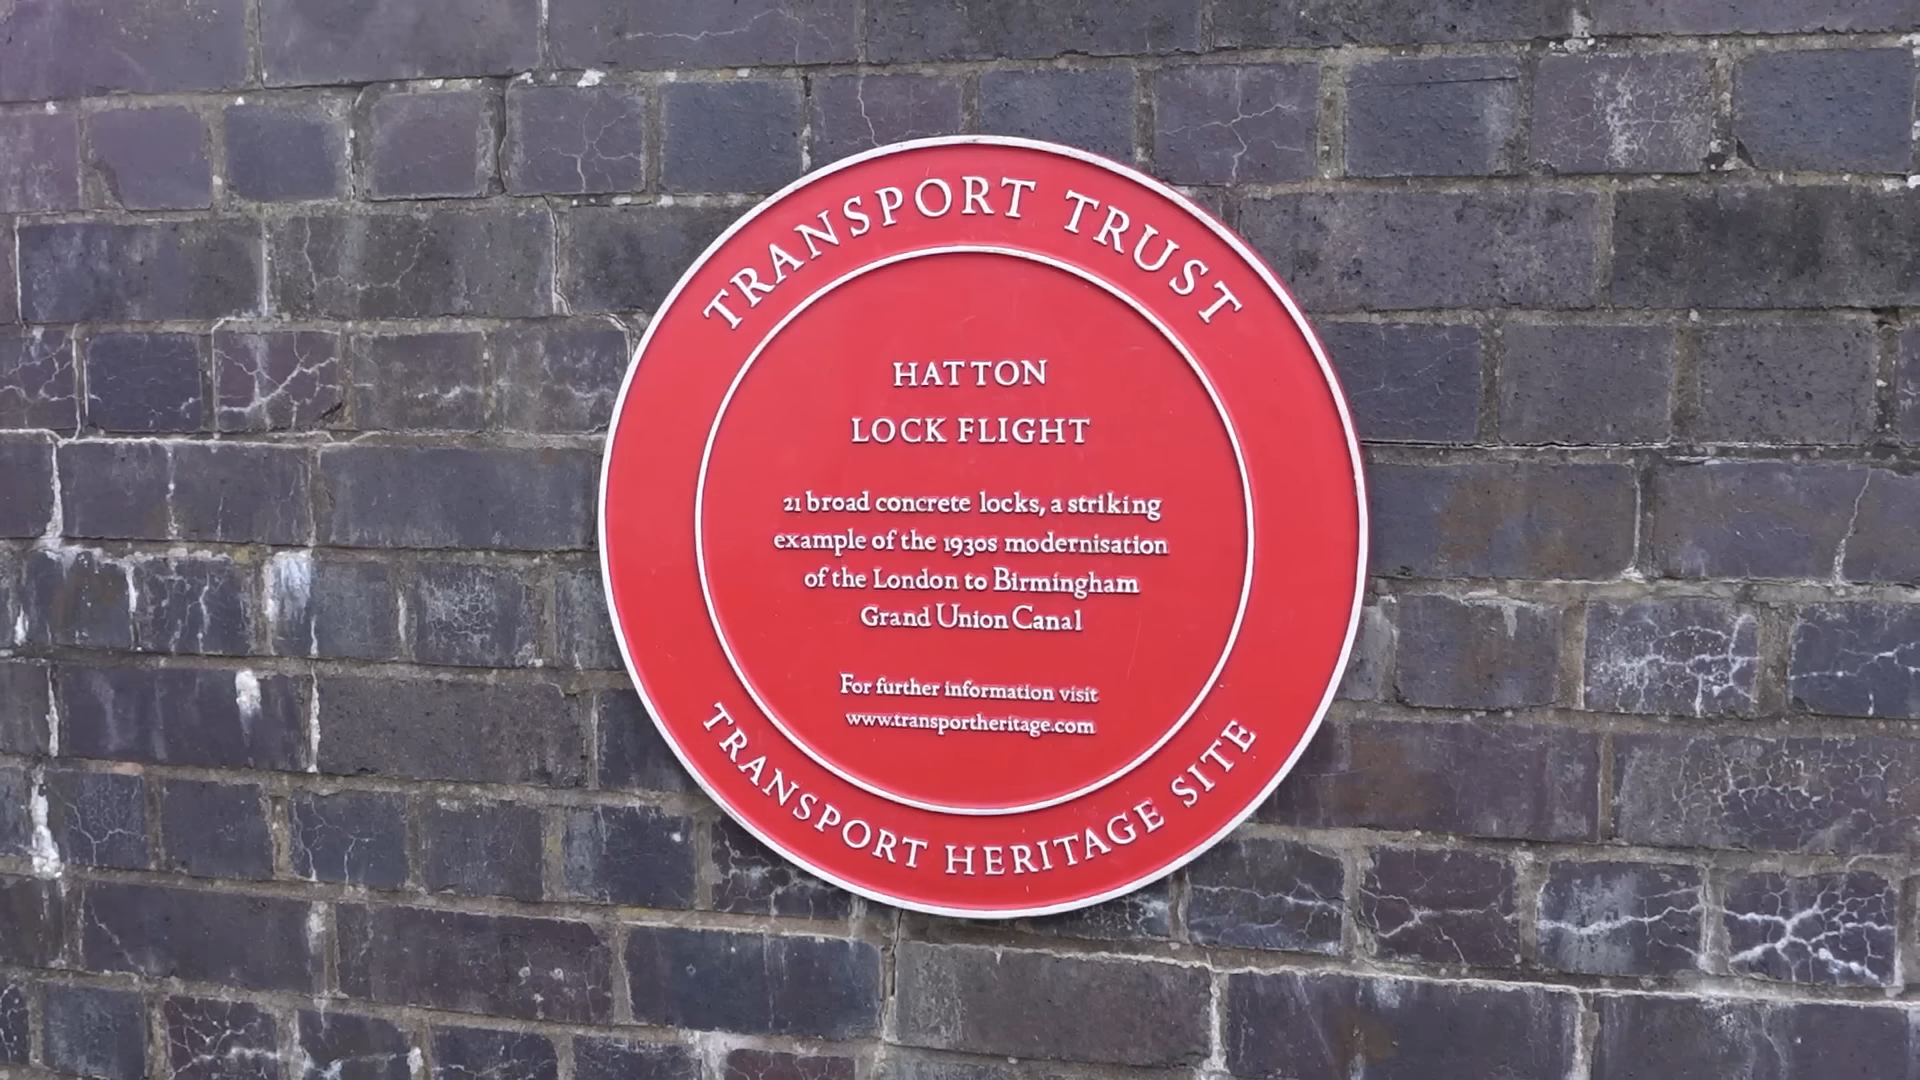 TRANSPORT TRUST
HATTON
LOCK FLIGHT
21 broad concrete locks, a striking
example of the 1930s modernisation
of the London to Birmingham
Grand Union Canal
For further information visit
www.transportheritage.com
TRANSPORT HERITAGE SITE